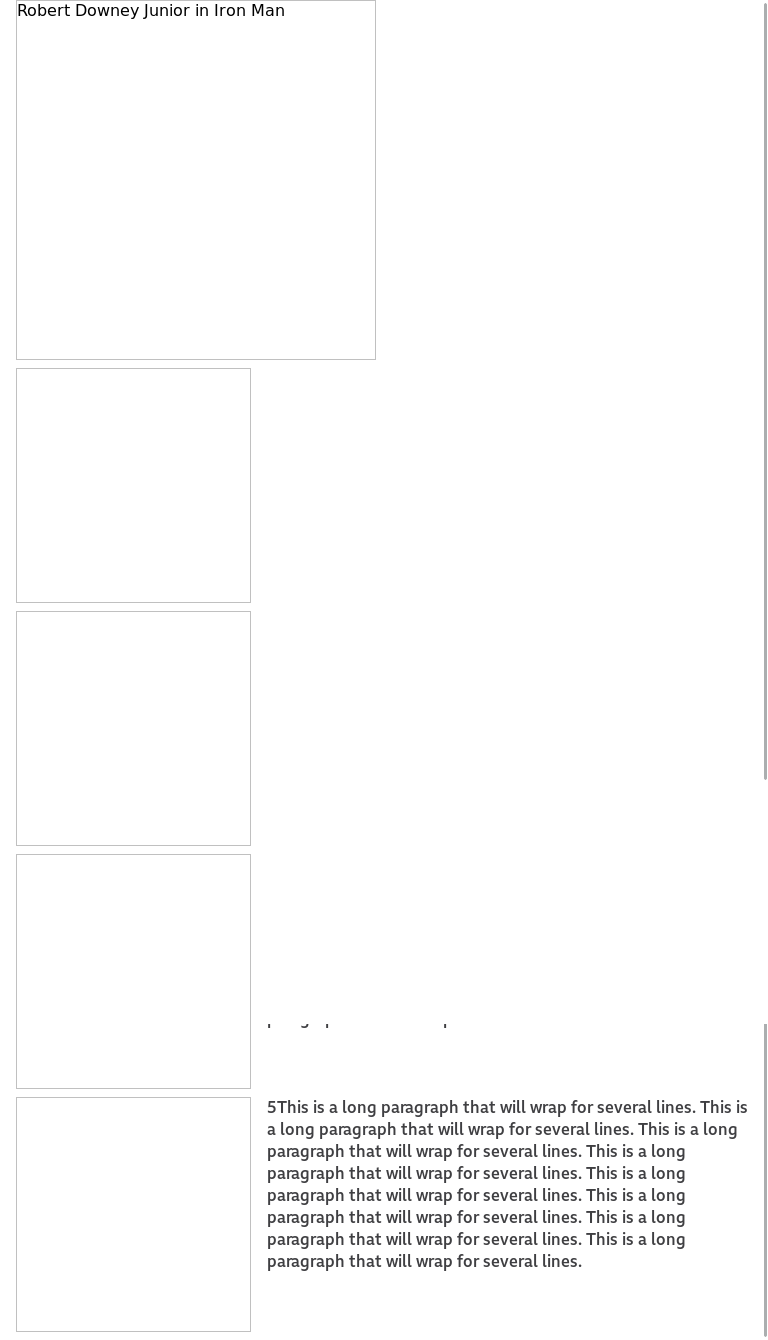 Robert Downey Junior in Iron Man
5This is a long paragraph that will wrap for several lines. This is
a long paragraph that will wrap for several lines. This is a long
paragraph that will wrap for several lines. This is a long
paragraph that will wrap for several lines. This is a long
paragraph that will wrap for several lines. This is a long
paragraph that will wrap for several lines. This is a long
paragraph that will wrap for several lines. This is a long
paragraph that will wrap for several lines.